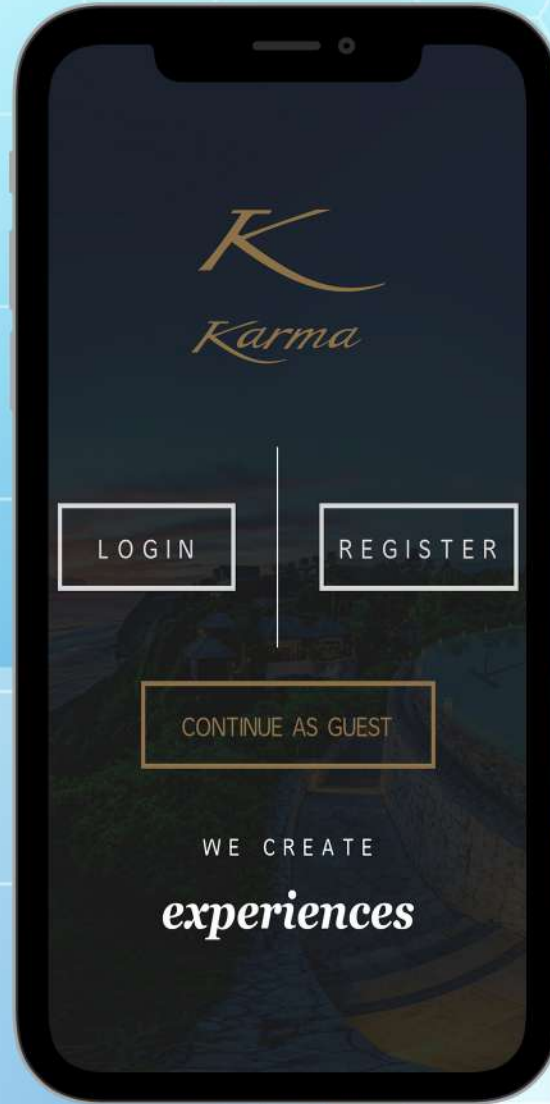 K
Karma
LOGIN
REGISTER
CONTINUE AS GUEST
WE CREATE
experiences